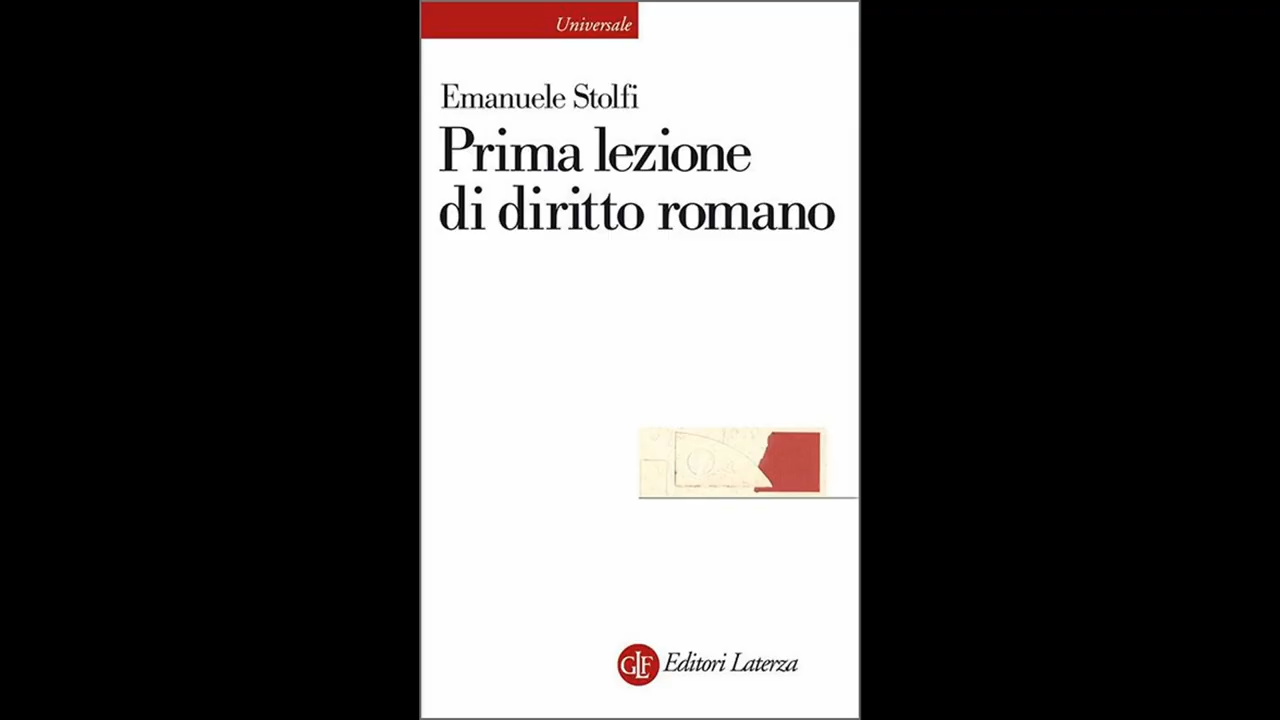 Universale
Emanuele Stolfi
Prima lezione
di diritto romano
GLF Editori Laterza